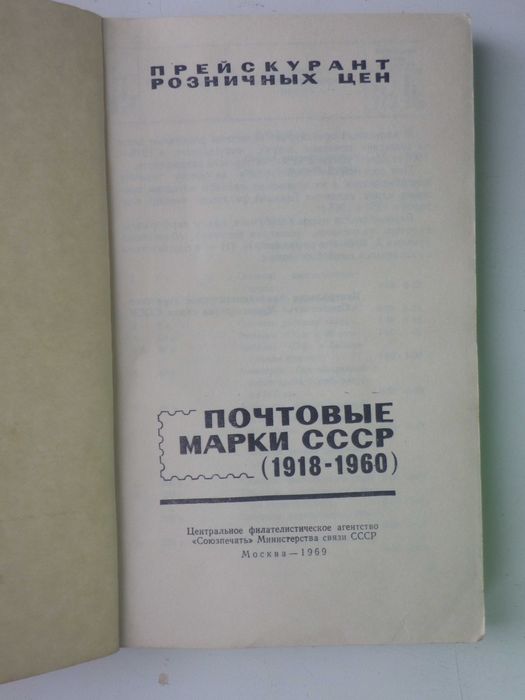 ПРЕЙСКУРАНТ
РОЗНИЧНЫХ ЦЕН
ПОЧТОВЫЕ
МАРКИ СССР
(1918-1960)
Центральное филателистическое агентство
«Союзпечать» Министерства связи СССР
Москва — 1969